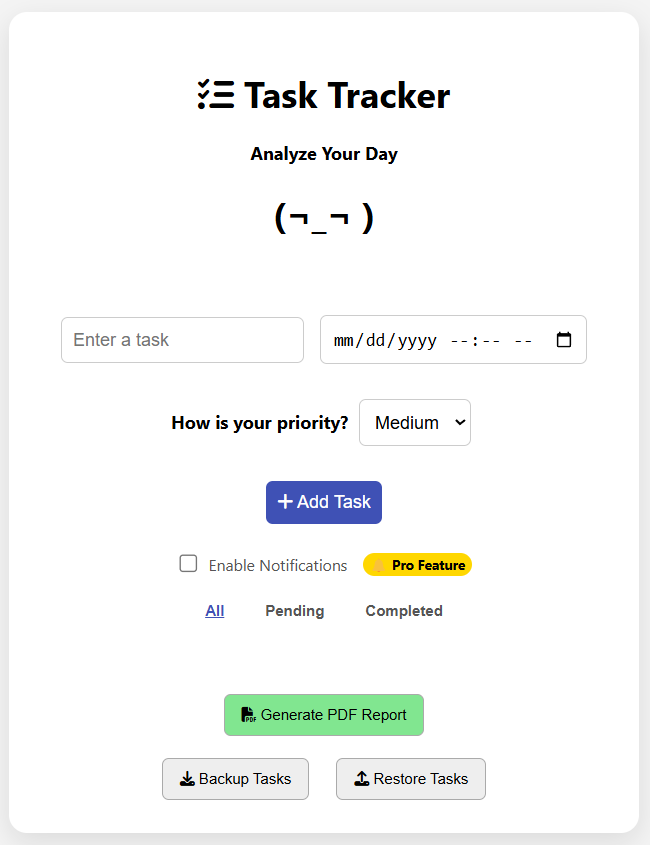 Task Tracker
Analyze Your Day
(¬_¬ )
Enter a task
mm/dd/yyyy --:-- --
How is your priority? Medium
+ Add Task
Enable Notifications Pro Feature
All Pending Completed
PDF Generate PDF Report
Backup Tasks Restore Tasks